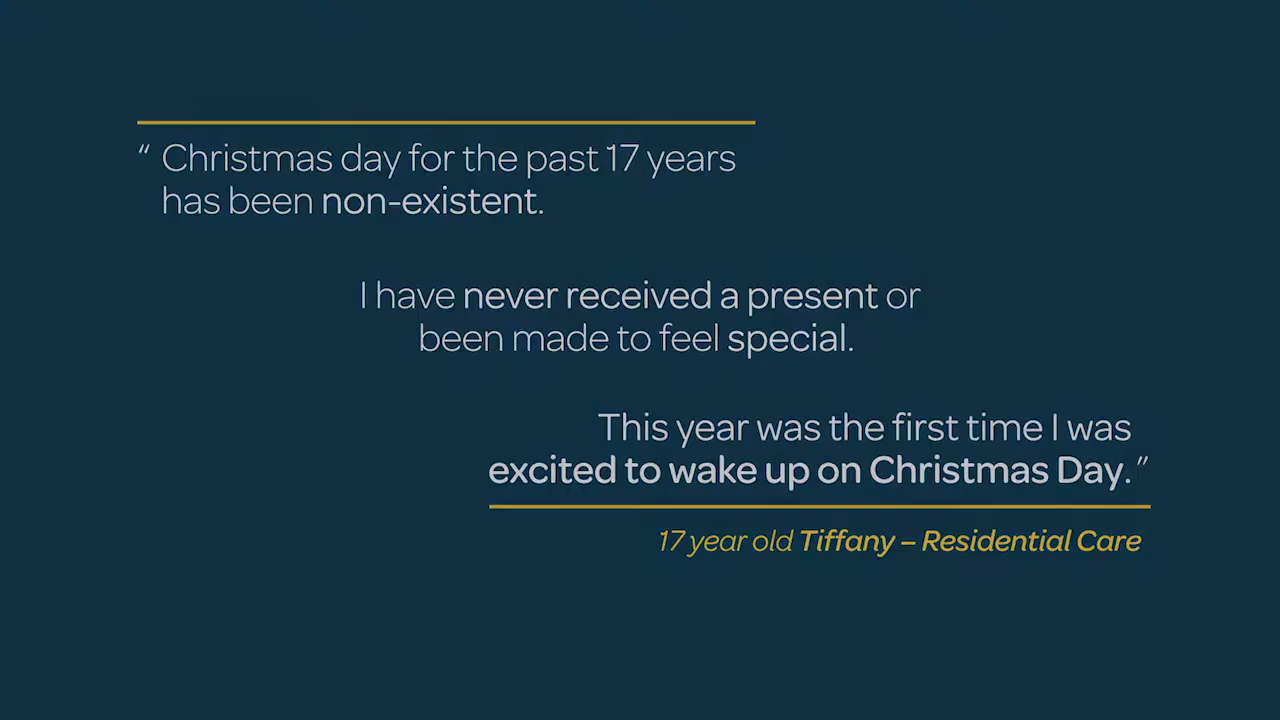 “ Christmas day for the past 17 years
has been non-existent.
I have never received a present or
been made to feel special.
This year was the first time I was
excited to wake up on Christmas Day.”
17 year old Tiffany – Residential Care